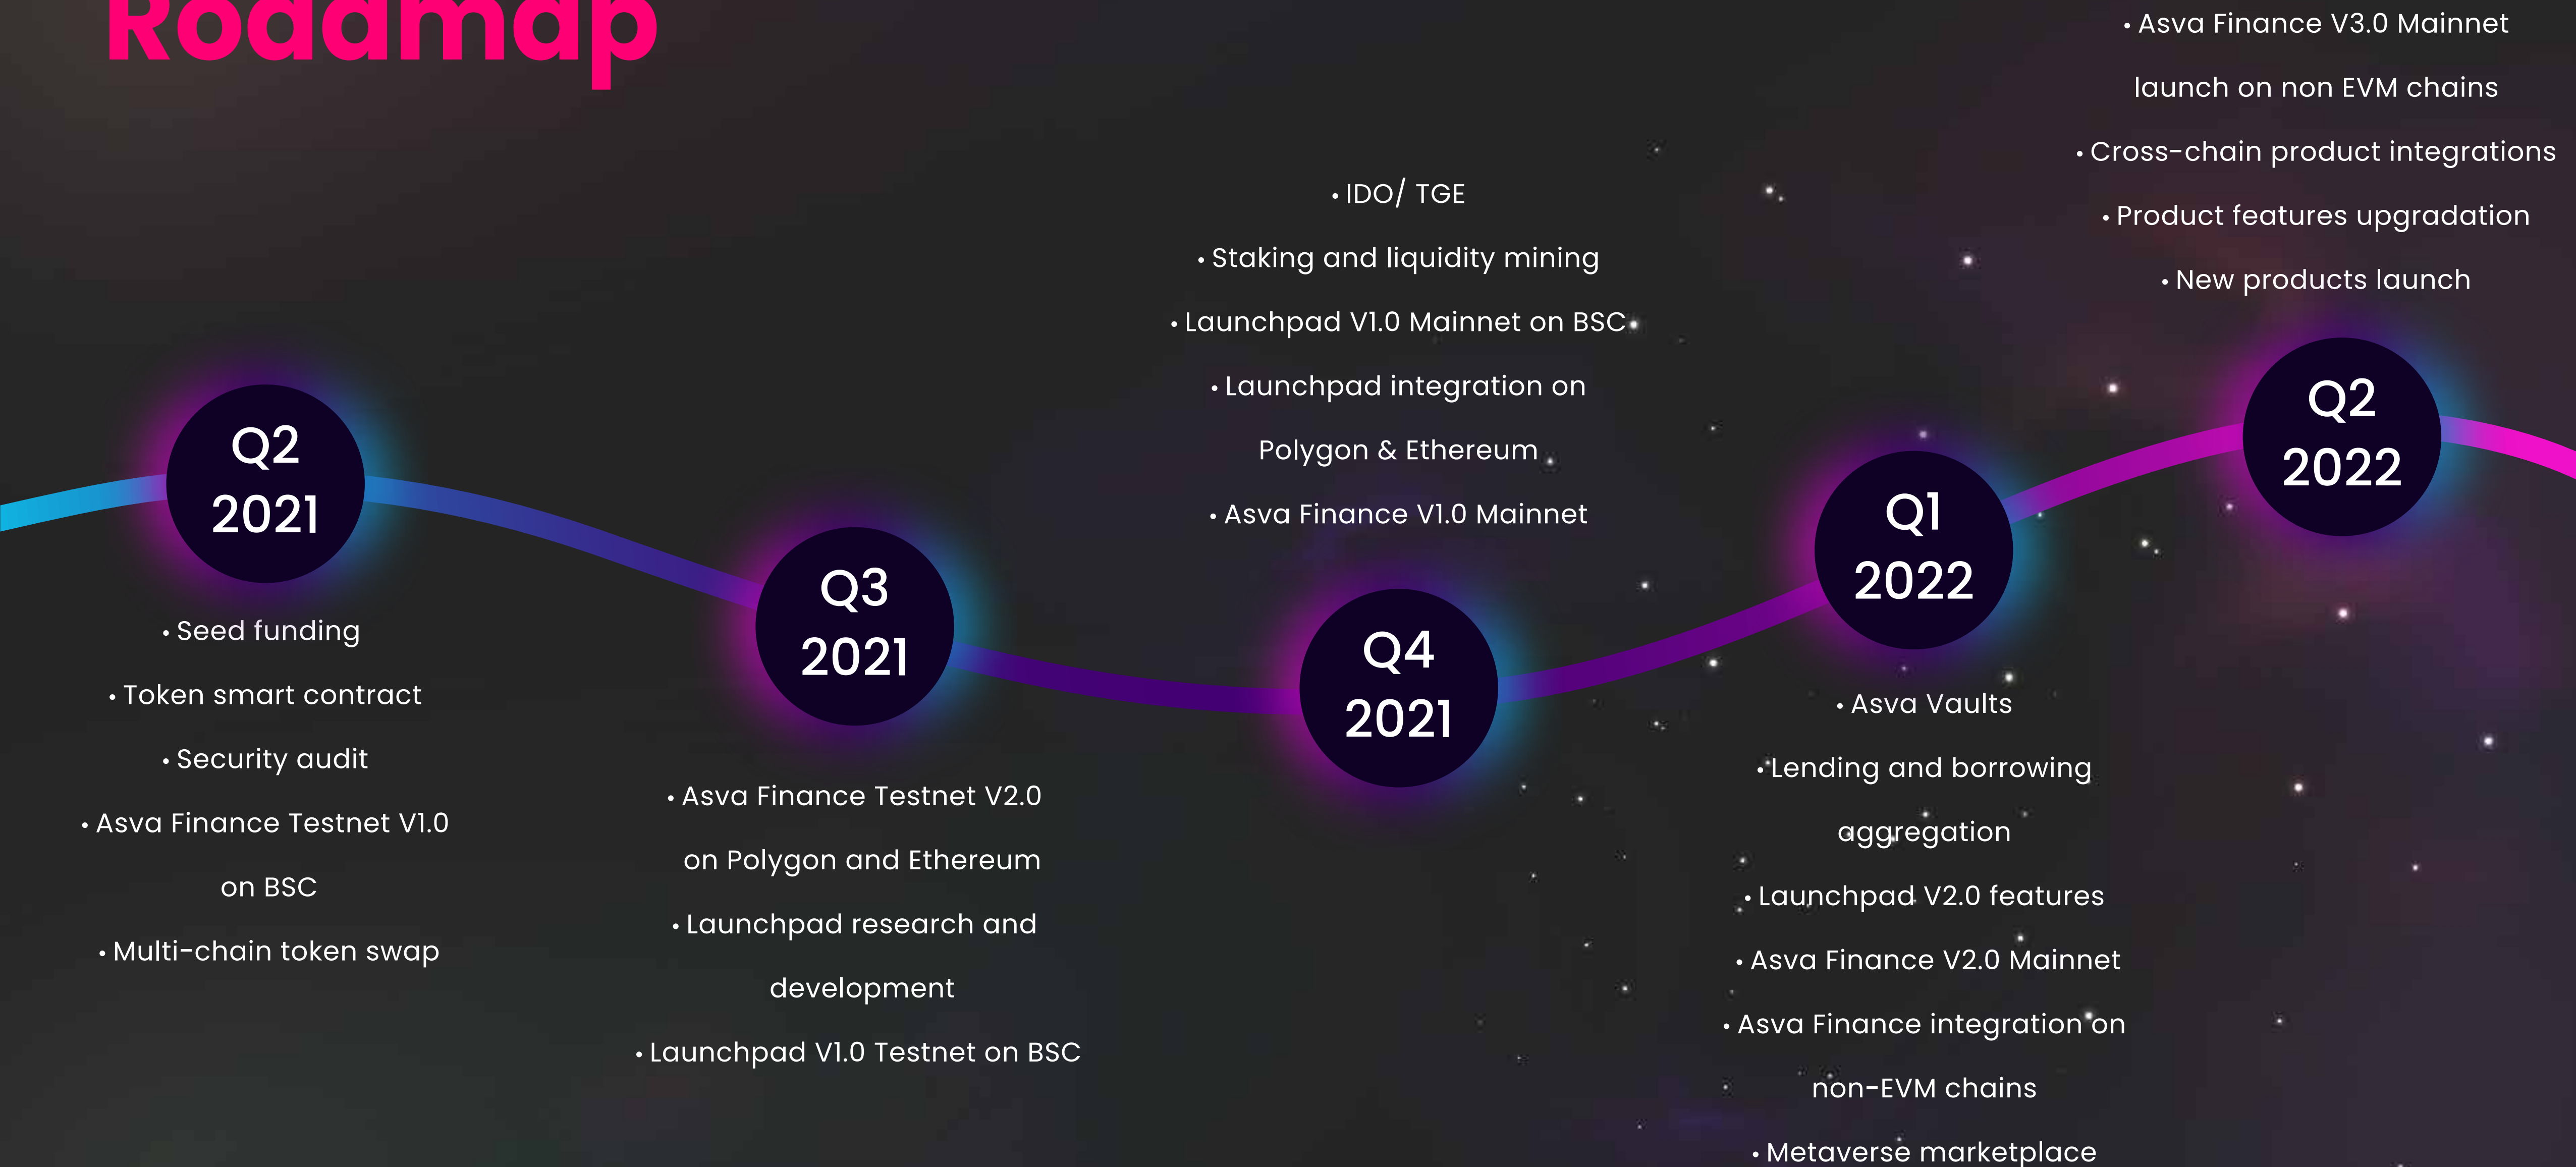 Roadmap
Q2
2021
• Seed funding
• Token smart contract
• Security audit
• Asva Finance Testnet V1.0
on BSC
• Multi-chain token swap
Q3
2021
• Asva Finance Testnet V2.0
on Polygon and Ethereum
• Launchpad research and
development
• Launchpad V1.0 Testnet on BSC
• IDO/ TGE
• Staking and liquidity mining
• Launchpad V1.0 Mainnet on BSC
• Launchpad integration on
Polygon & Ethereum
• Asva Finance V1.0 Mainnet
Q4
2021
Q1
2022
• Asva Vaults
• Lending and borrowing
aggregation
• Launchpad V2.0 features
• Asva Finance V2.0 Mainnet
• Asva Finance integration on
non-EVM chains
• Metaverse marketplace
• Asva Finance V3.0 Mainnet
launch on non EVM chains
• Cross-chain product integrations
• Product features upgradation
• New products launch
Q2
2022